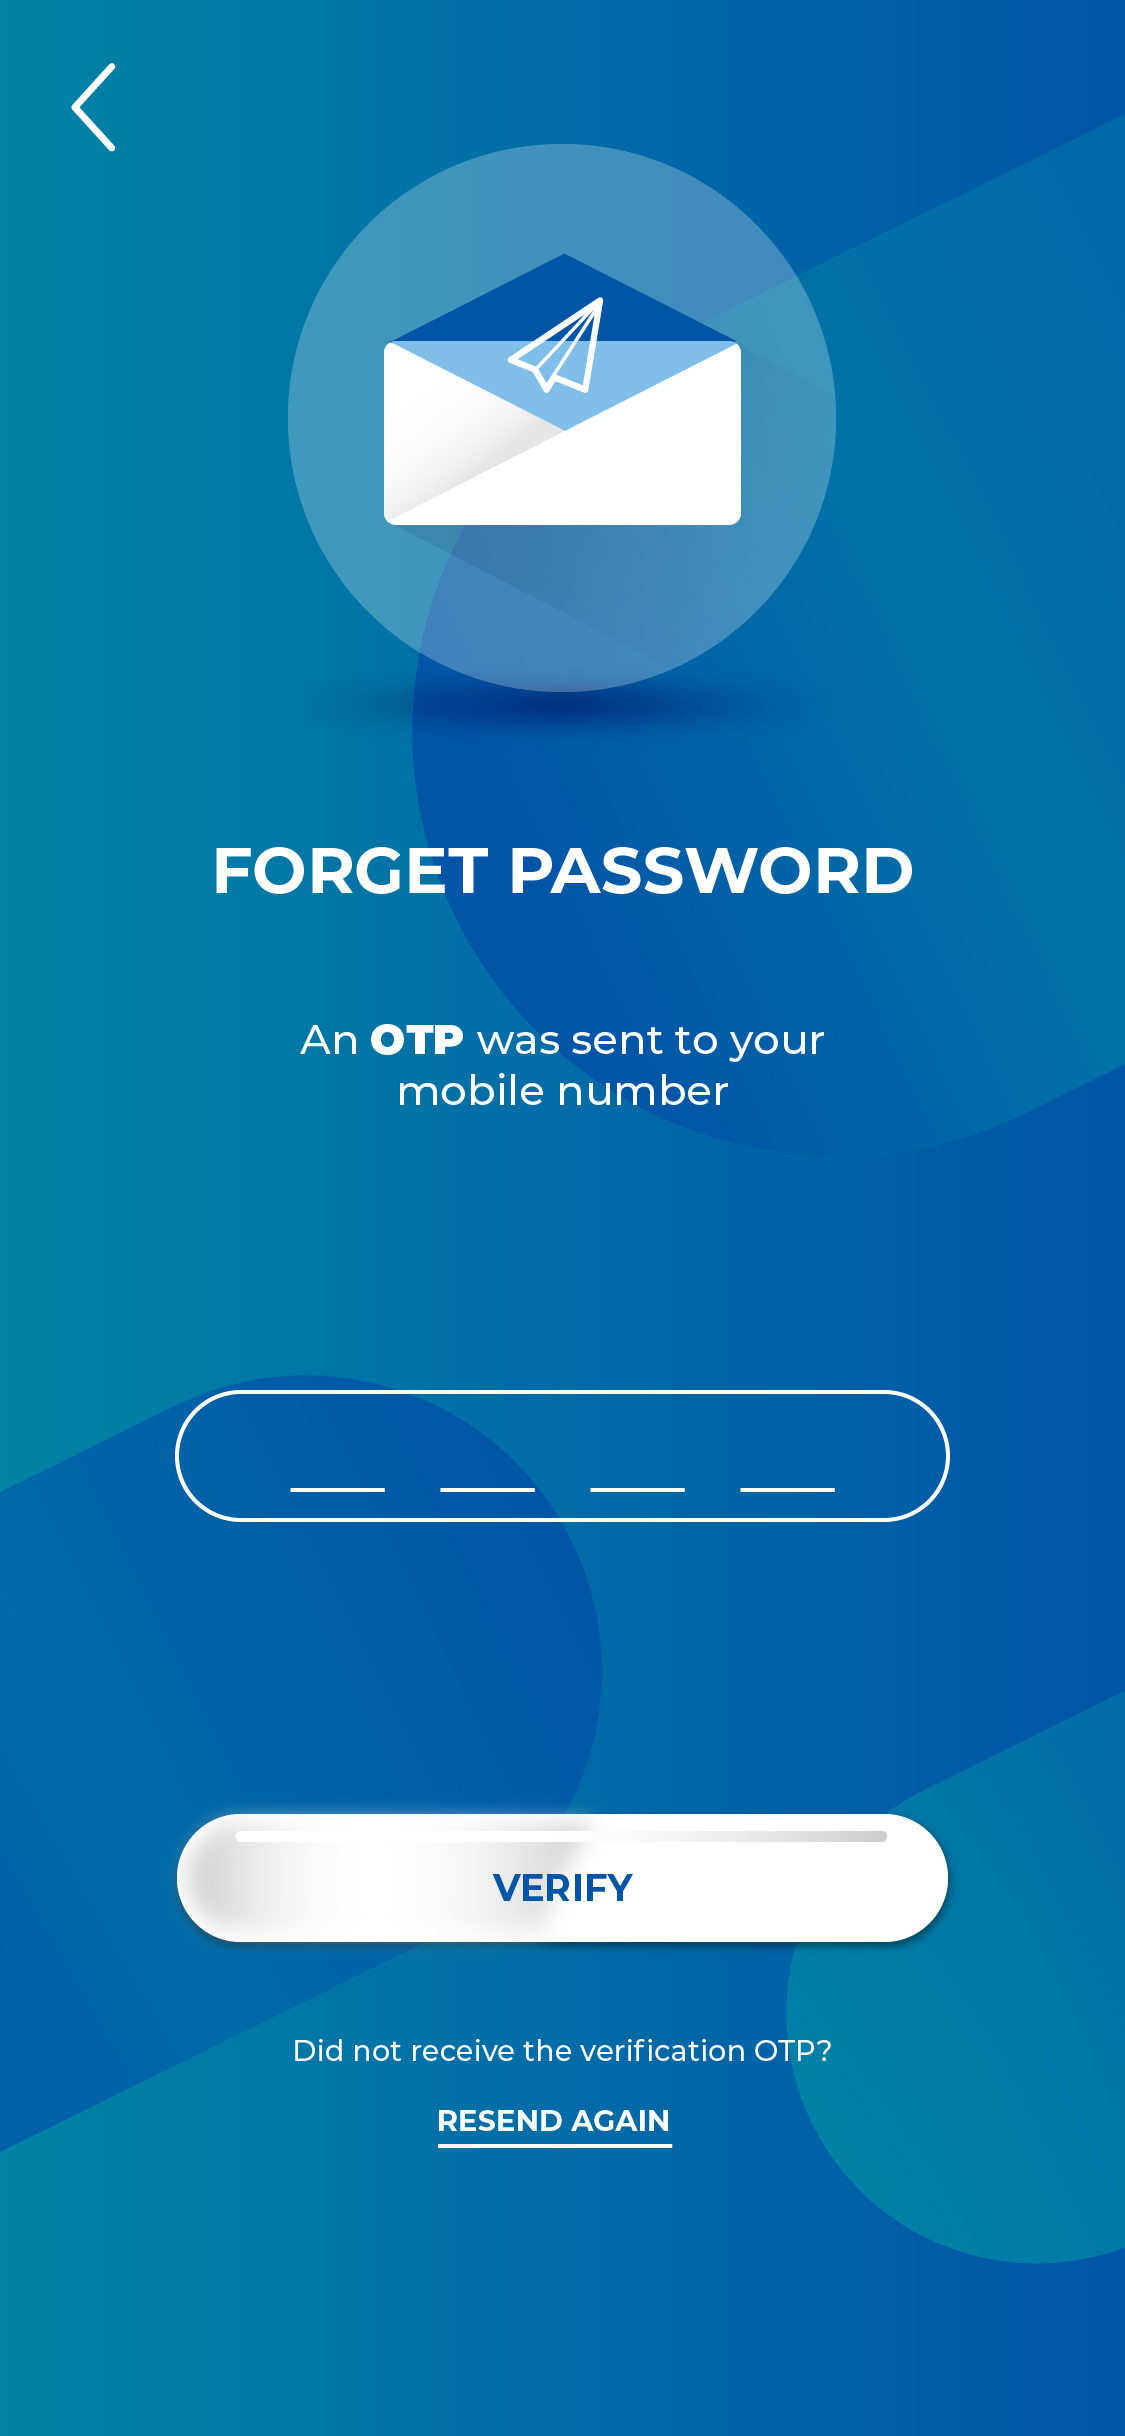 FORGET PASSWORD
An OTP was sent to your
mobile number
VERIFY
Did not receive the verification OTP?
RESEND AGAIN